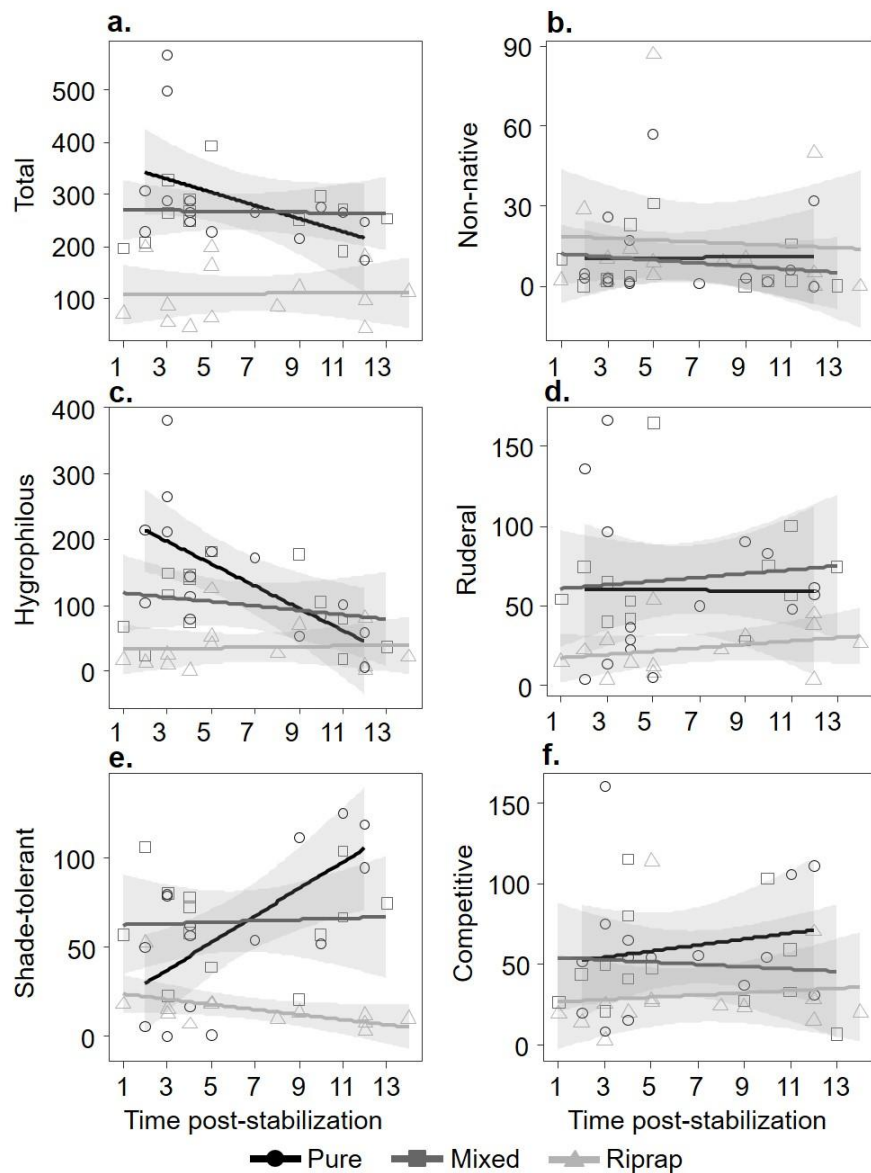 a.
500
400
300
200
100
Total
1 3 5 7 9 11 13
b.
90
60
30
0
Non-native
1 3 5 7 9 11 13
c.
400
300
200
100
0
Hygrophilous
1 3 5 7 9 11 13
d.
150
100
50
0
Ruderal
1 3 5 7 9 11 13
e.
100
50
0
Shade-tolerant
1 3 5 7 9 11 13
Time post-stabilization
f.
150
100
50
0
Competitive
1 3 5 7 9 11 13
Time post-stabilization
Pure Mixed Riprap